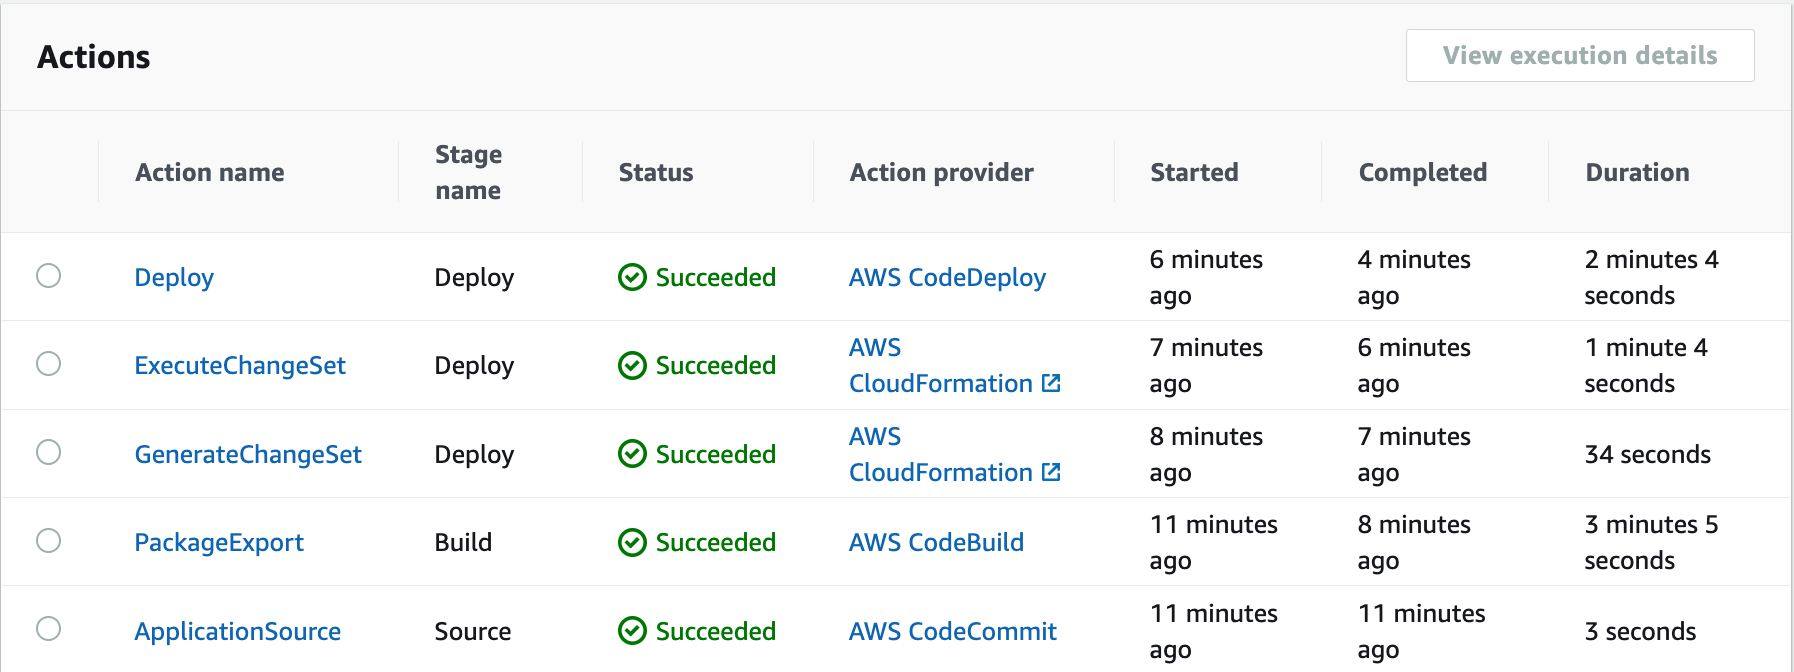 Actions
View execution details
Action name
Stage
name
Status
Action provider
Started
Completed
Duration
Deploy
Deploy
Succeeded
AWS CodeDeploy
6 minutes
ago
4 minutes
ago
2 minutes 4
seconds
ExecuteChangeSet
Deploy
Succeeded
AWS
CloudFormation
7 minutes
ago
6 minutes
ago
1 minute 4
seconds
GenerateChangeSet
Deploy
Succeeded
AWS
CloudFormation
8 minutes
ago
7 minutes
ago
34 seconds
PackageExport
Build
Succeeded
AWS CodeBuild
11 minutes
ago
8 minutes
ago
3 minutes 5
seconds
ApplicationSource
Source
Succeeded
AWS CodeCommit
11 minutes
ago
11 minutes
ago
3 seconds